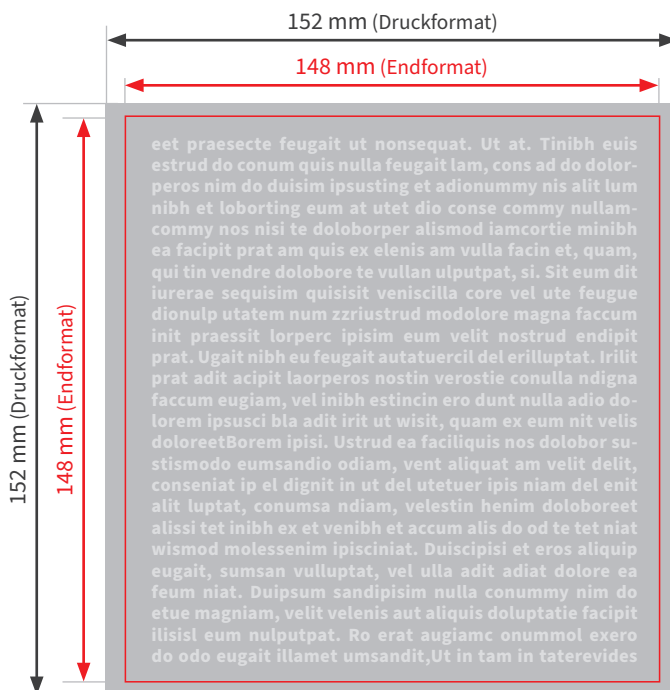 152 mm (Druckformat)
148 mm (Endformat)
152 mm (Druckformat)
148 mm (Endformat)
eet praesecte feugait ut nonsequat. Ut at. Tinibh euis
estrud do conum quis nulla feugait lam, cons ad do dolor-
peros nim do duisim ipsusting et adionummy nis alit lum
nibh et loborting eum at utet dio conse commy nullam-
commy nos nisi te doloborper alismod iamcortie minibh
ea facipit prat am quis ex elenis am vulla facin et, quam,
qui tin vendre dolobore te vullan ulputpat, si. Sit eum dit
iurerae sequisim quisisit veniscilla core vel ute feugue
dionulp utatem num zzriustrud modoloe magna faccum
init praessit lorperc ipisim eum velit nostrud endipit
prat. Ugait nibh eu feugait autatuercil del erilluptat. Irilit
prat adit acipit laorperos nostin verostie conulla ndigna
faccum eugiam, vel inibh estincin ero dunt nulla adio do-
lorem ipsusci bla adit irit ut wisit, quam ex eum nit velis
doloreetBorem ipisi. Ustrud ea faciliquis nos dolobor su-
stismodo eumsandio odiam, vent aliqust am velit delit,
conseniat ip el dignit in ut del utetuer ipis niam del enit
alit luptat, conumsa ndiam, velestin henim doloboreet
alissi tet inibh ex et venibh et accum alis do od te tet niat
wismod molessenim ipisciniat. Duiscipisi et eros aliquip
eugait, sumsan vulluptat, vel ulla adit adiat dolore ea
feum niat. Duipsum sandipisim nulla conummy nim do
etue magniam, velit velenis aut aliquis doluptatie facipit
ilisisl eum nulputpat. Ro erat augiamc onummol exero
do odo eugait illamet umsandit,Ut in tam in taterevides